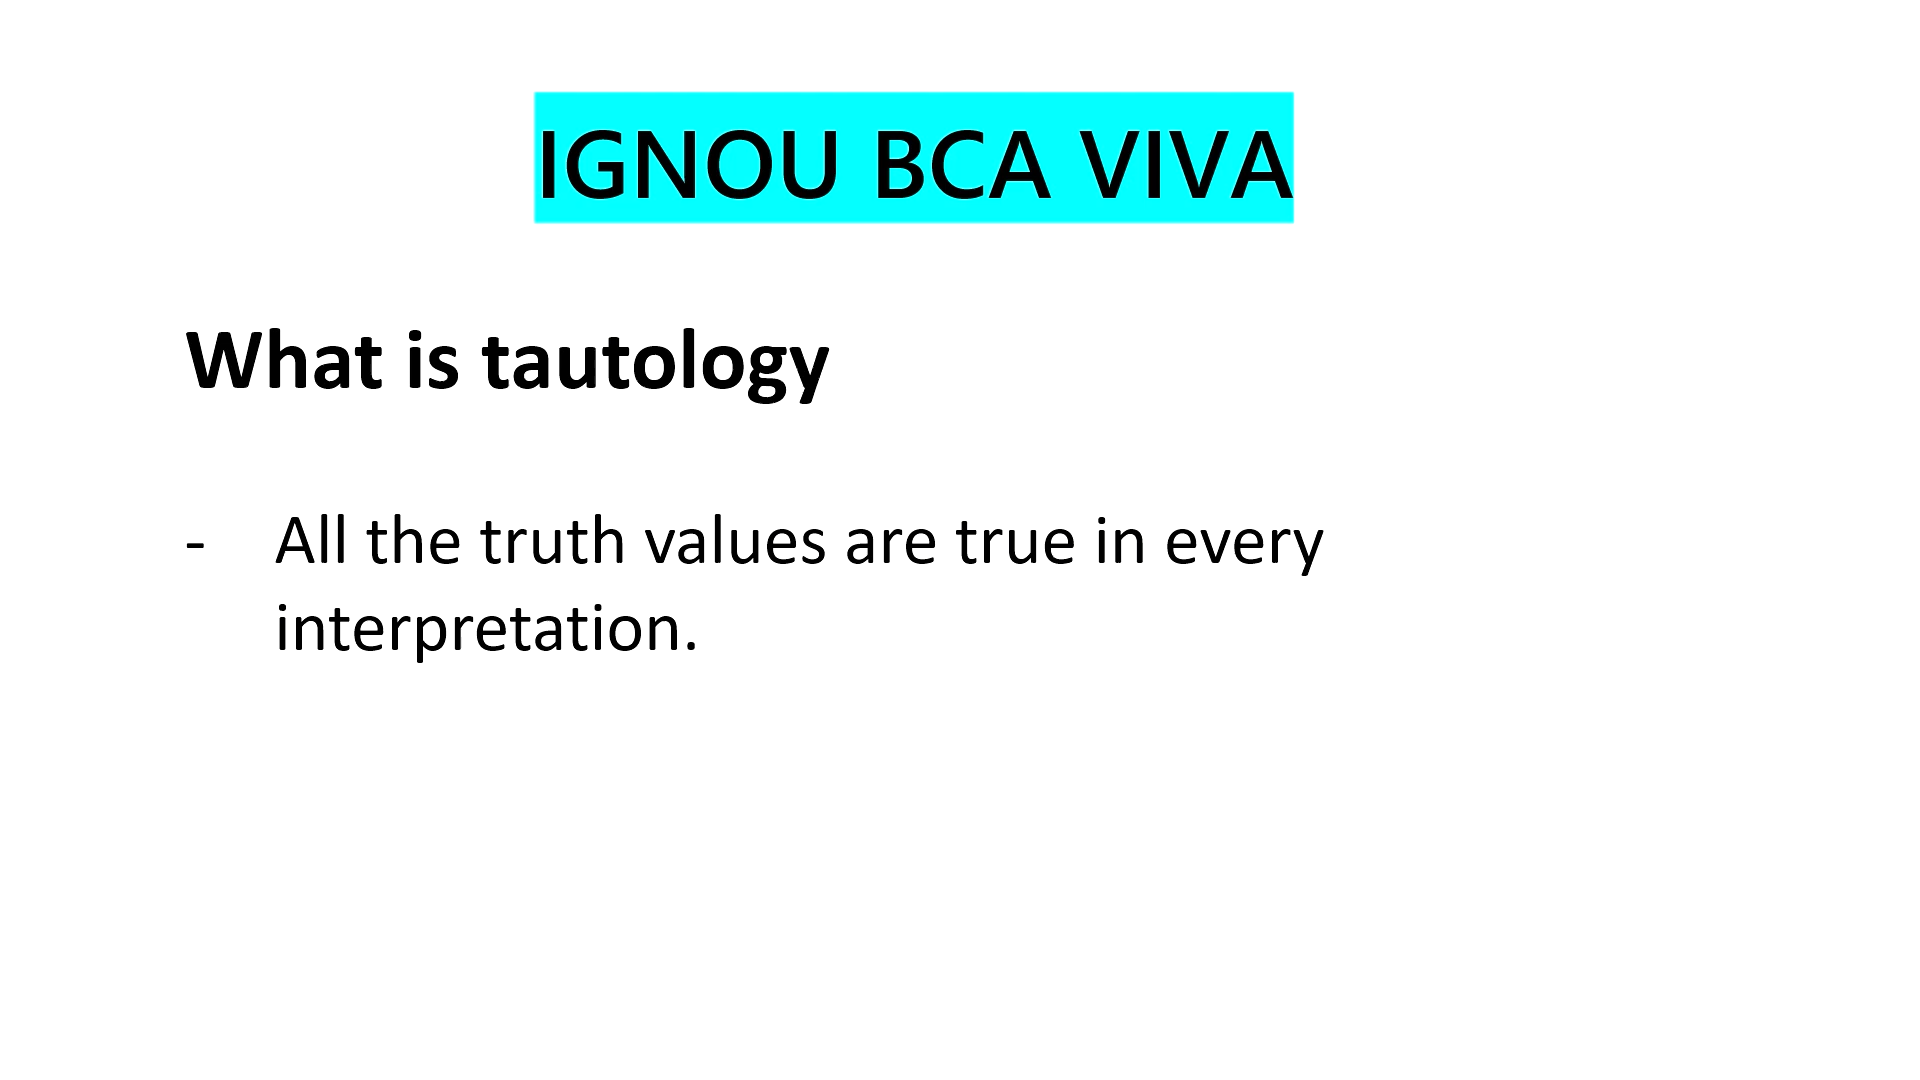 IGNOU BCA VIVA
What is tautology
- All the truth values are true in every
interpretation.